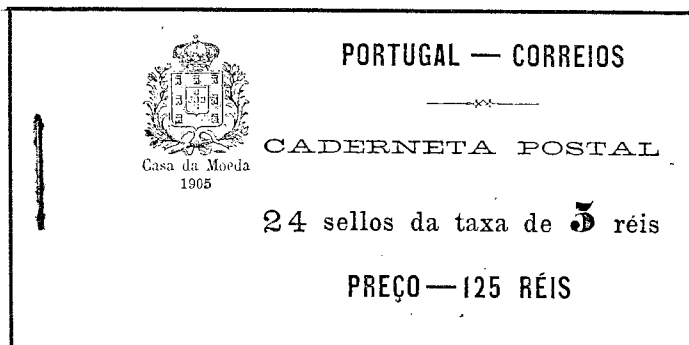 PORTUGAL — CORREIOS
Casa da Moeda
1905
CADERNETA POSTAL
24 sellos da taxa de 5 réis
PREÇO — 125 RÉIS